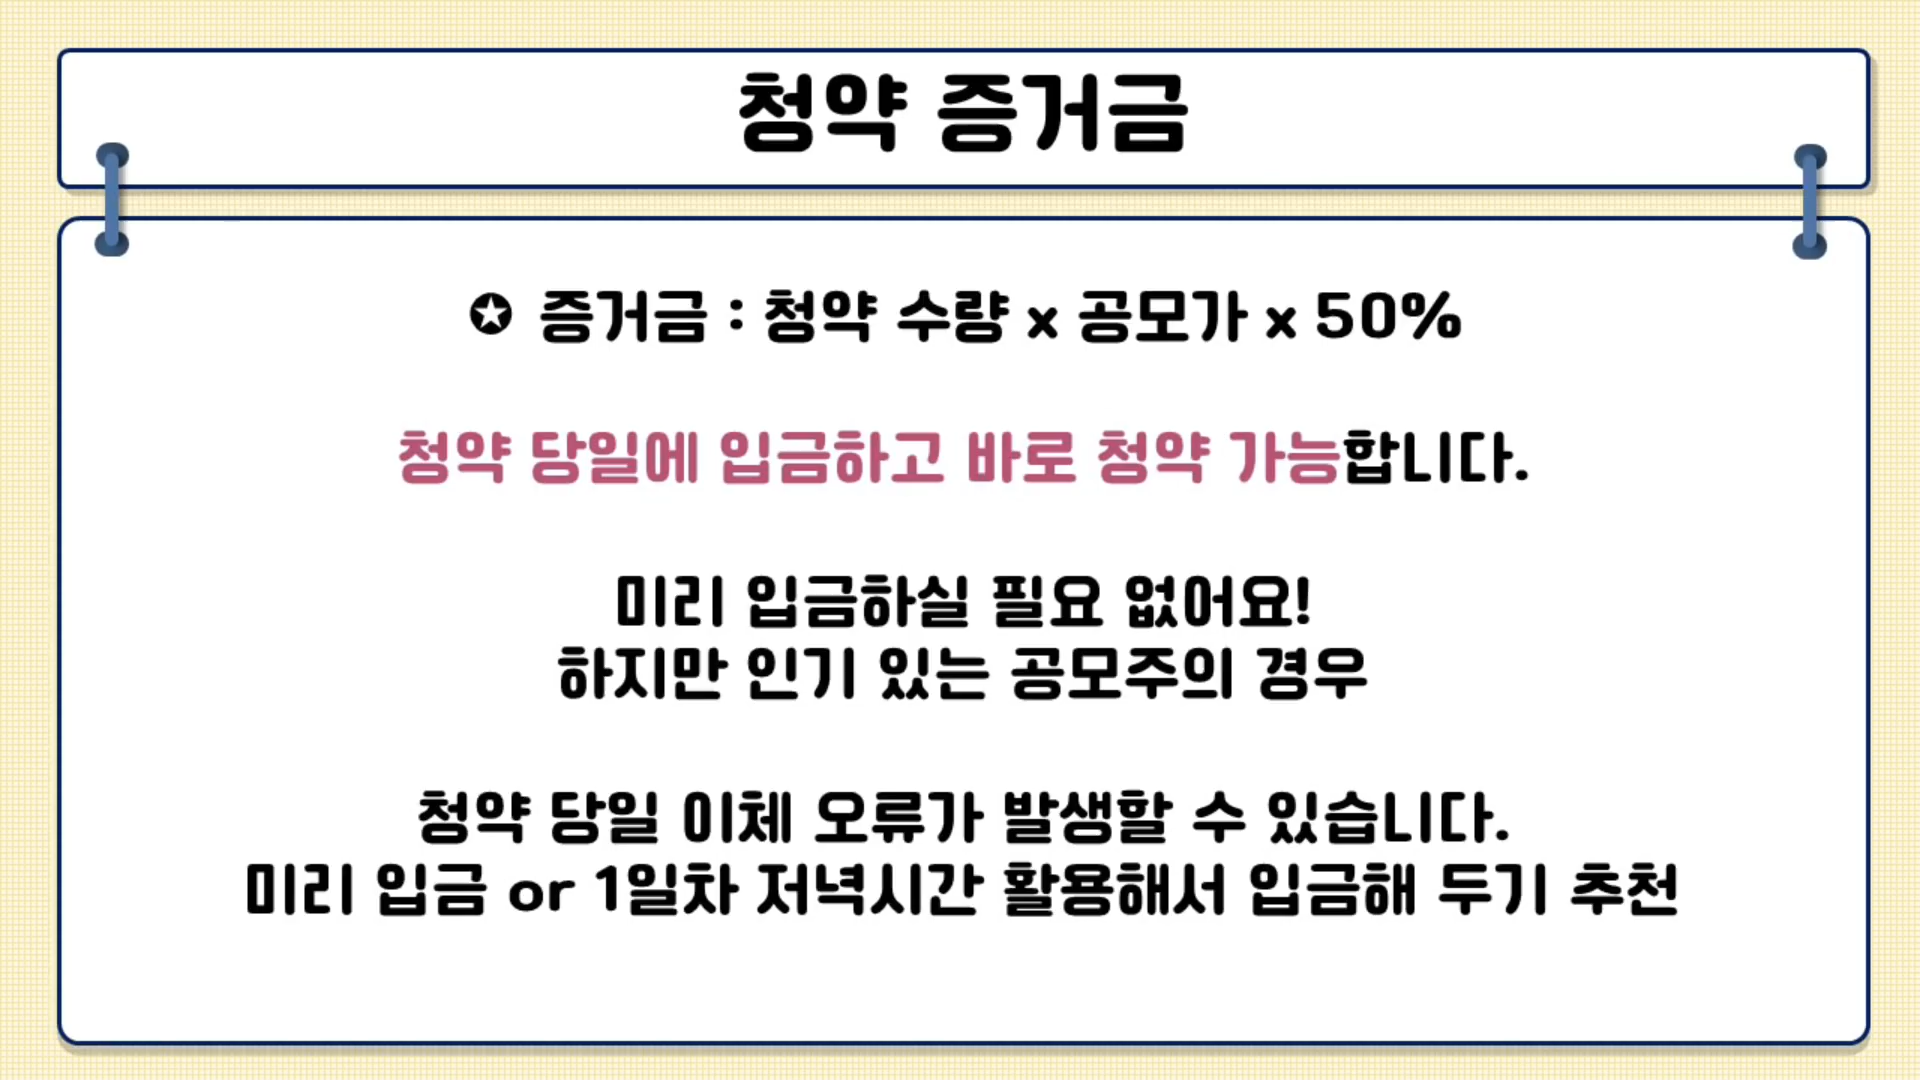 청약 증거금
✪ 증거금 : 청약 수량 x 공모가 x 50%
청약 당일에 입금하고 바로 청약 가능합니다.
미리 입금하실 필요 없어요!
하지만 인기 있는 공모주의 경우
청약 당일 이체 오류가 발생할 수 있습니다.
미리 입금 or 1일차 저녁시간 활용해서 입금해 두기 추천